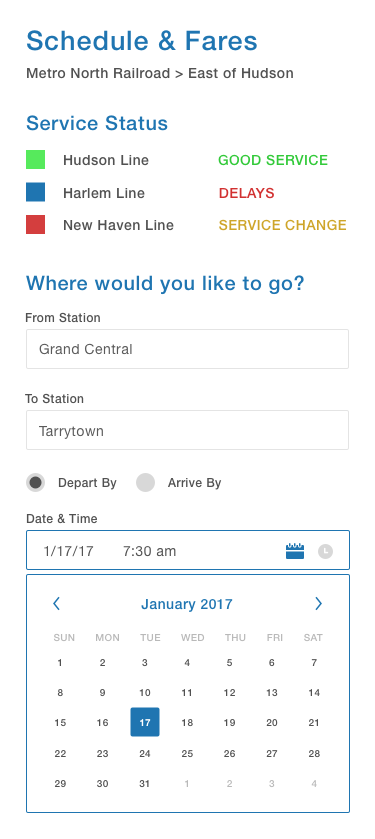 Schedule & Fares
Metro North Railroad > East of Hudson
Service Status
Hudson Line GOOD SERVICE
Harlem Line DELAYS
New Haven Line SERVICE CHANGE
Where would you like to go?
From Station
Grand Central
To Station
Tarrytown
Depart By Arrive By
Date & Time
1/17/17 7:30 am
January 2017
SUN MON TUE WED THU FRI SAT
1 2 3 4 5 6 7
8 9 10 11 12 13 14
15 16 17 18 19 20 21
22 23 24 25 26 27 28
29 30 31 1 2 3 4